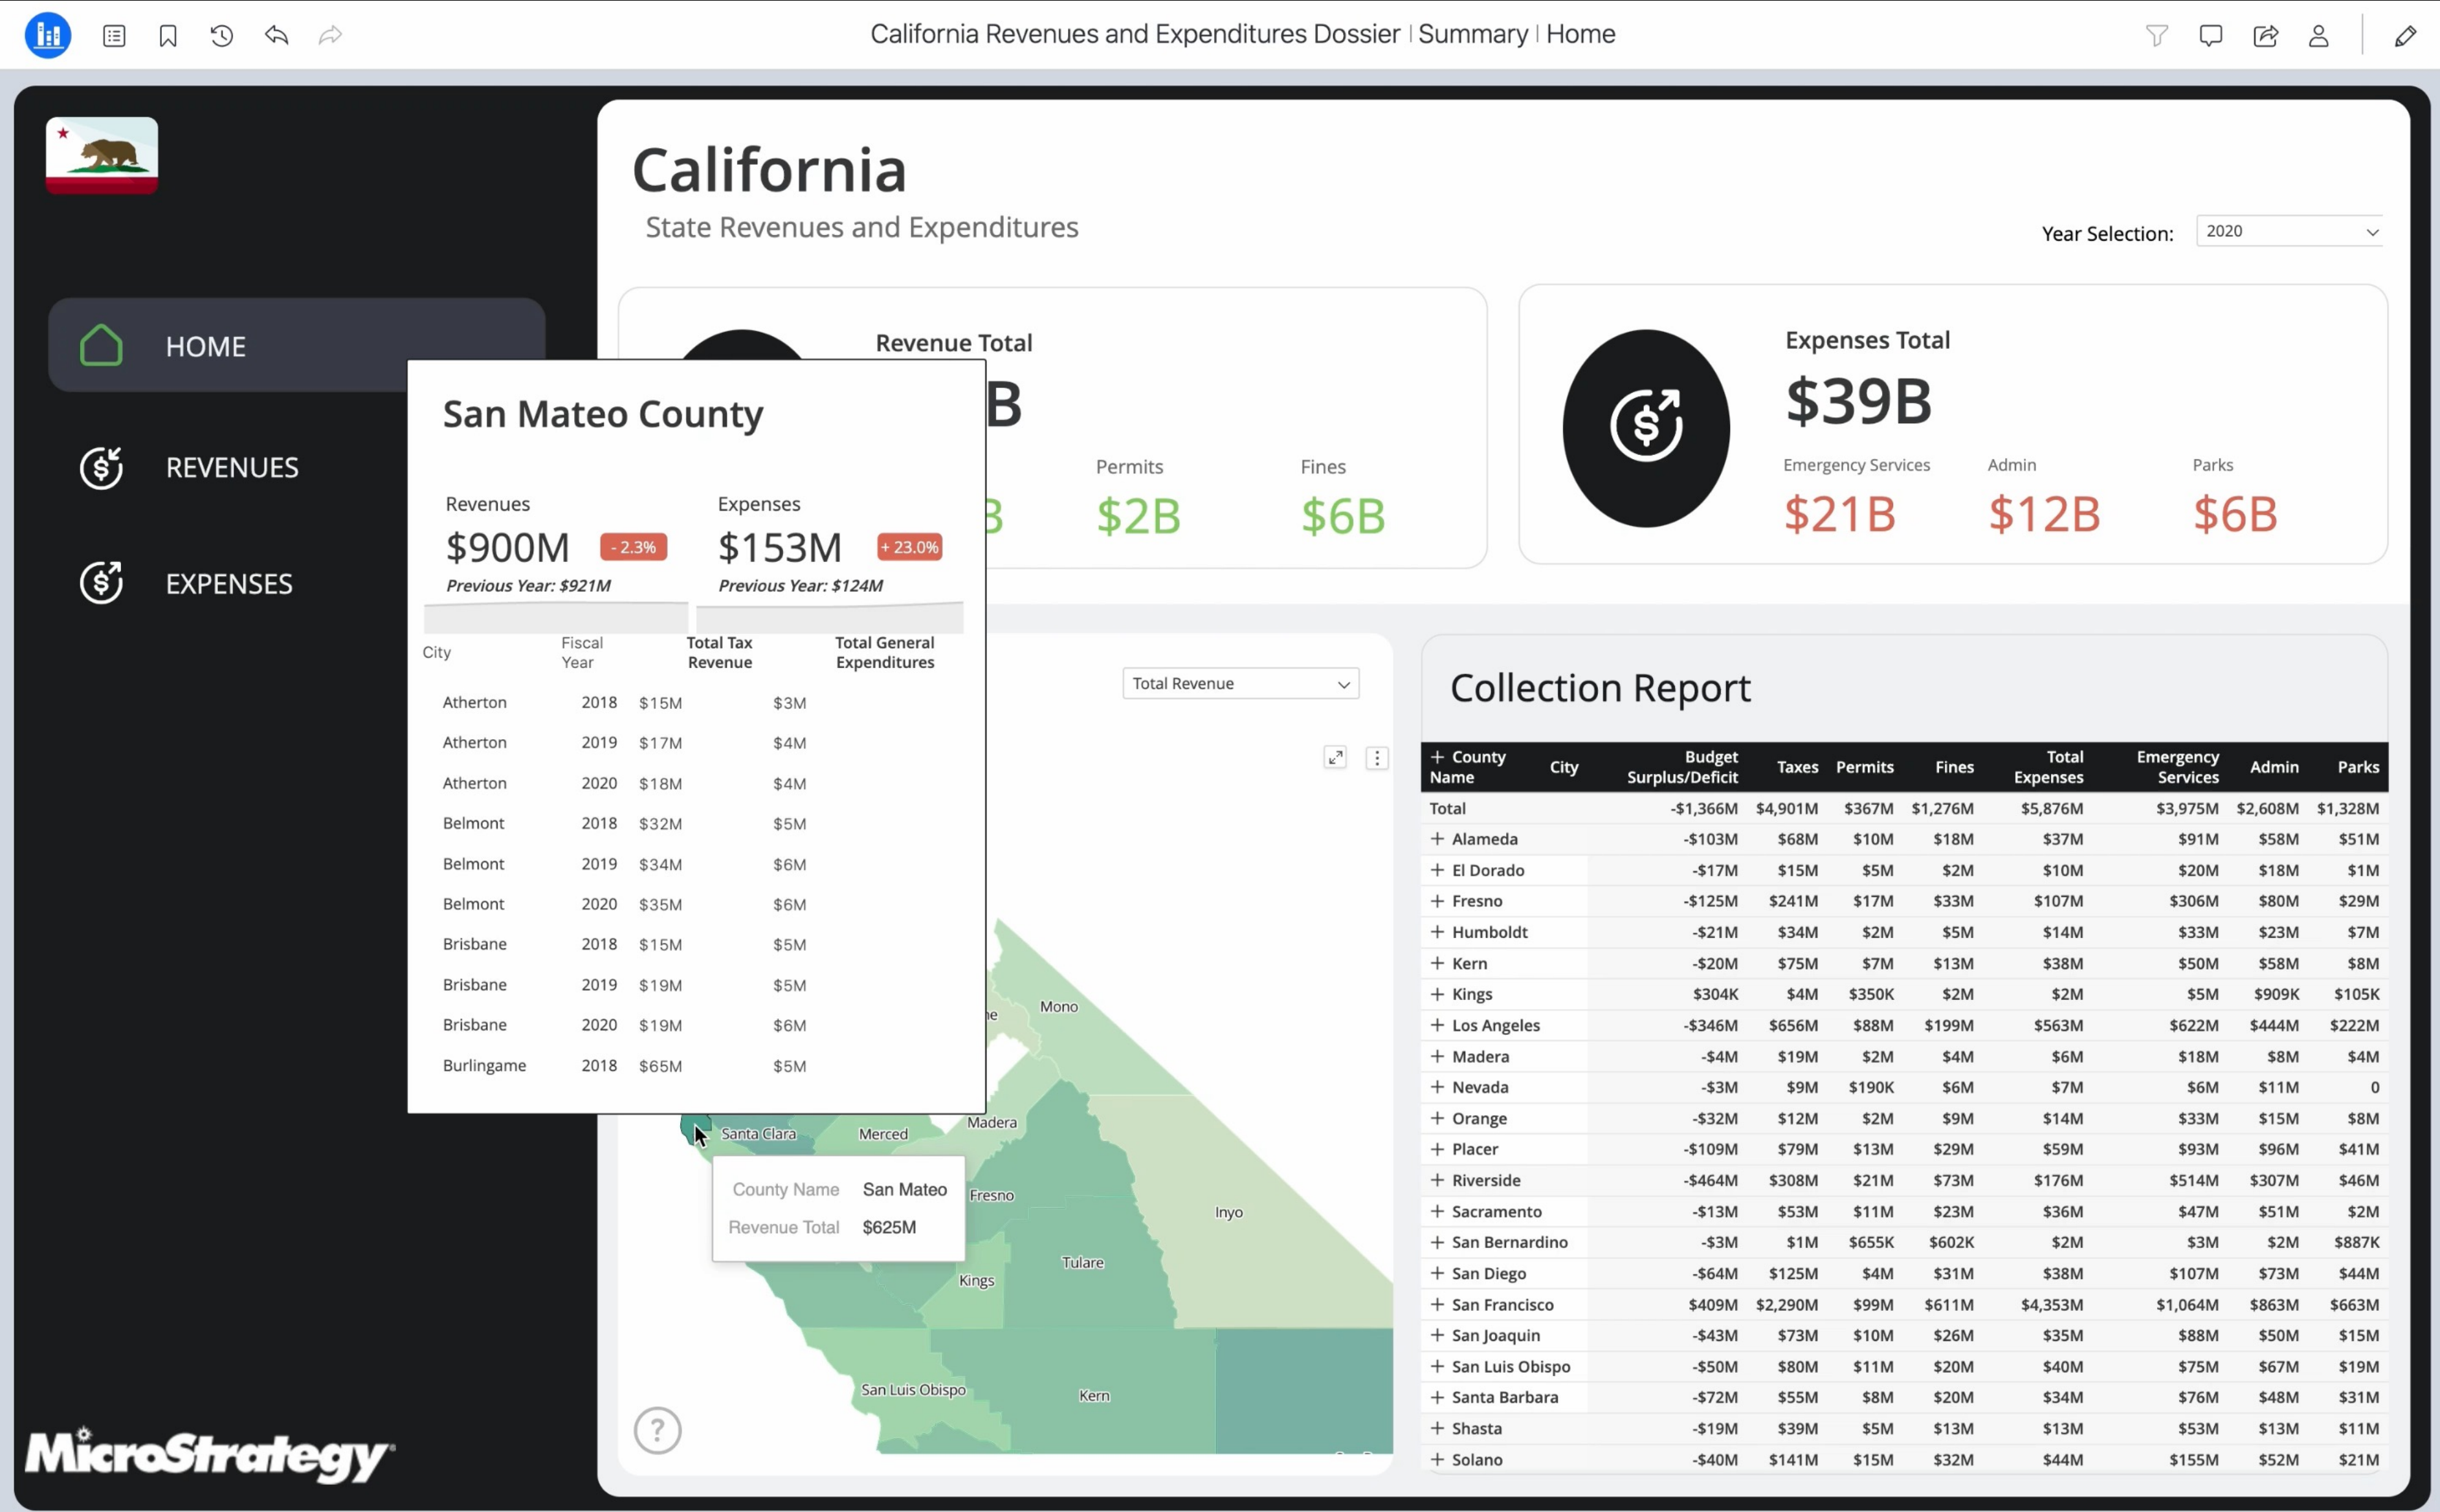 California Revenues and Expenditures Dossier | Summary | Home
California
State Revenues and Expenditures
Year Selection: 2020
HOME
REVENUES
EXPENSES
MicroStrategy
Revenue Total
B
Permits Fines
$2B $6B
Expenses Total
$39B
Emergency Services Admin Parks
$21B $12B $6B
San Mateo County
Revenues Expenses
$900M - 2.3% $153M + 23.0%
Previous Year: $921M Previous Year: $124M
City Fiscal Year Total Tax Revenue Total General Expenditures
Atherton 2018 $15M $3M
Atherton 2019 $17M $4M
Atherton 2020 $18M $4M
Belmont 2018 $32M $5M
Belmont 2019 $34M $6M
Belmont 2020 $35M $6M
Brisbane 2018 $15M $5M
Brisbane 2019 $19M $5M
Brisbane 2020 $19M $6M
Burlingame 2018 $65M $5M
Total Revenue
Mono
Madera
Santa Clara
Merced
County Name San Mateo
Revenue Total $625M
Fresno
Inyo
Tulare
Kings
San Luis Obispo
Kern
?
Collection Report
+ County Name City Budget Surplus/Deficit Taxes Permits Fines Total Expenses Emergency Services Admin Parks
Total -$1,366M $4,901M $367M $1,276M $5,876M $3,975M $2,608M $1,328M
+ Alameda -$103M $68M $10M $18M $37M $91M $58M $51M
+ El Dorado -$17M $15M $5M $2M $10M $20M $18M $1M
+ Fresno -$125M $241M $17M $33M $107M $306M $80M $29M
+ Humboldt -$21M $34M $2M $5M $14M $33M $23M $7M
+ Kern -$20M $75M $7M $13M $38M $50M $58M $8M
+ Kings $304K $4M $350K $2M $2M $5M $909K $105K
+ Los Angeles -$346M $656M $88M $199M $563M $622M $444M $222M
+ Madera -$4M $19M $2M $4M $6M $18M $8M $4M
+ Nevada -$3M $9M $190K $6M $7M $6M $11M 0
+ Orange -$32M $12M $2M $9M $14M $33M $15M $8M
+ Placer -$109M $79M $13M $29M $59M $93M $96M $41M
+ Riverside -$464M $308M $21M $73M $176M $514M $307M $46M
+ Sacramento -$13M $53M $11M $23M $36M $47M $51M $2M
+ San Bernardino -$3M $1M $655K $602K $2M $3M $2M $887K
+ San Diego -$64M $125M $4M $31M $38M $107M $73M $44M
+ San Francisco $409M $2,290M $99M $611M $4,353M $1,064M $863M $663M
+ San Joaquin -$43M $73M $10M $26M $35M $88M $50M $15M
+ San Luis Obispo -$50M $80M $11M $20M $40M $75M $67M $19M
+ Santa Barbara -$72M $55M $8M $20M $34M $76M $48M $31M
+ Shasta -$19M $39M $5M $13M $13M $53M $13M $11M
+ Solano -$40M $141M $15M $32M $44M $155M $52M $21M